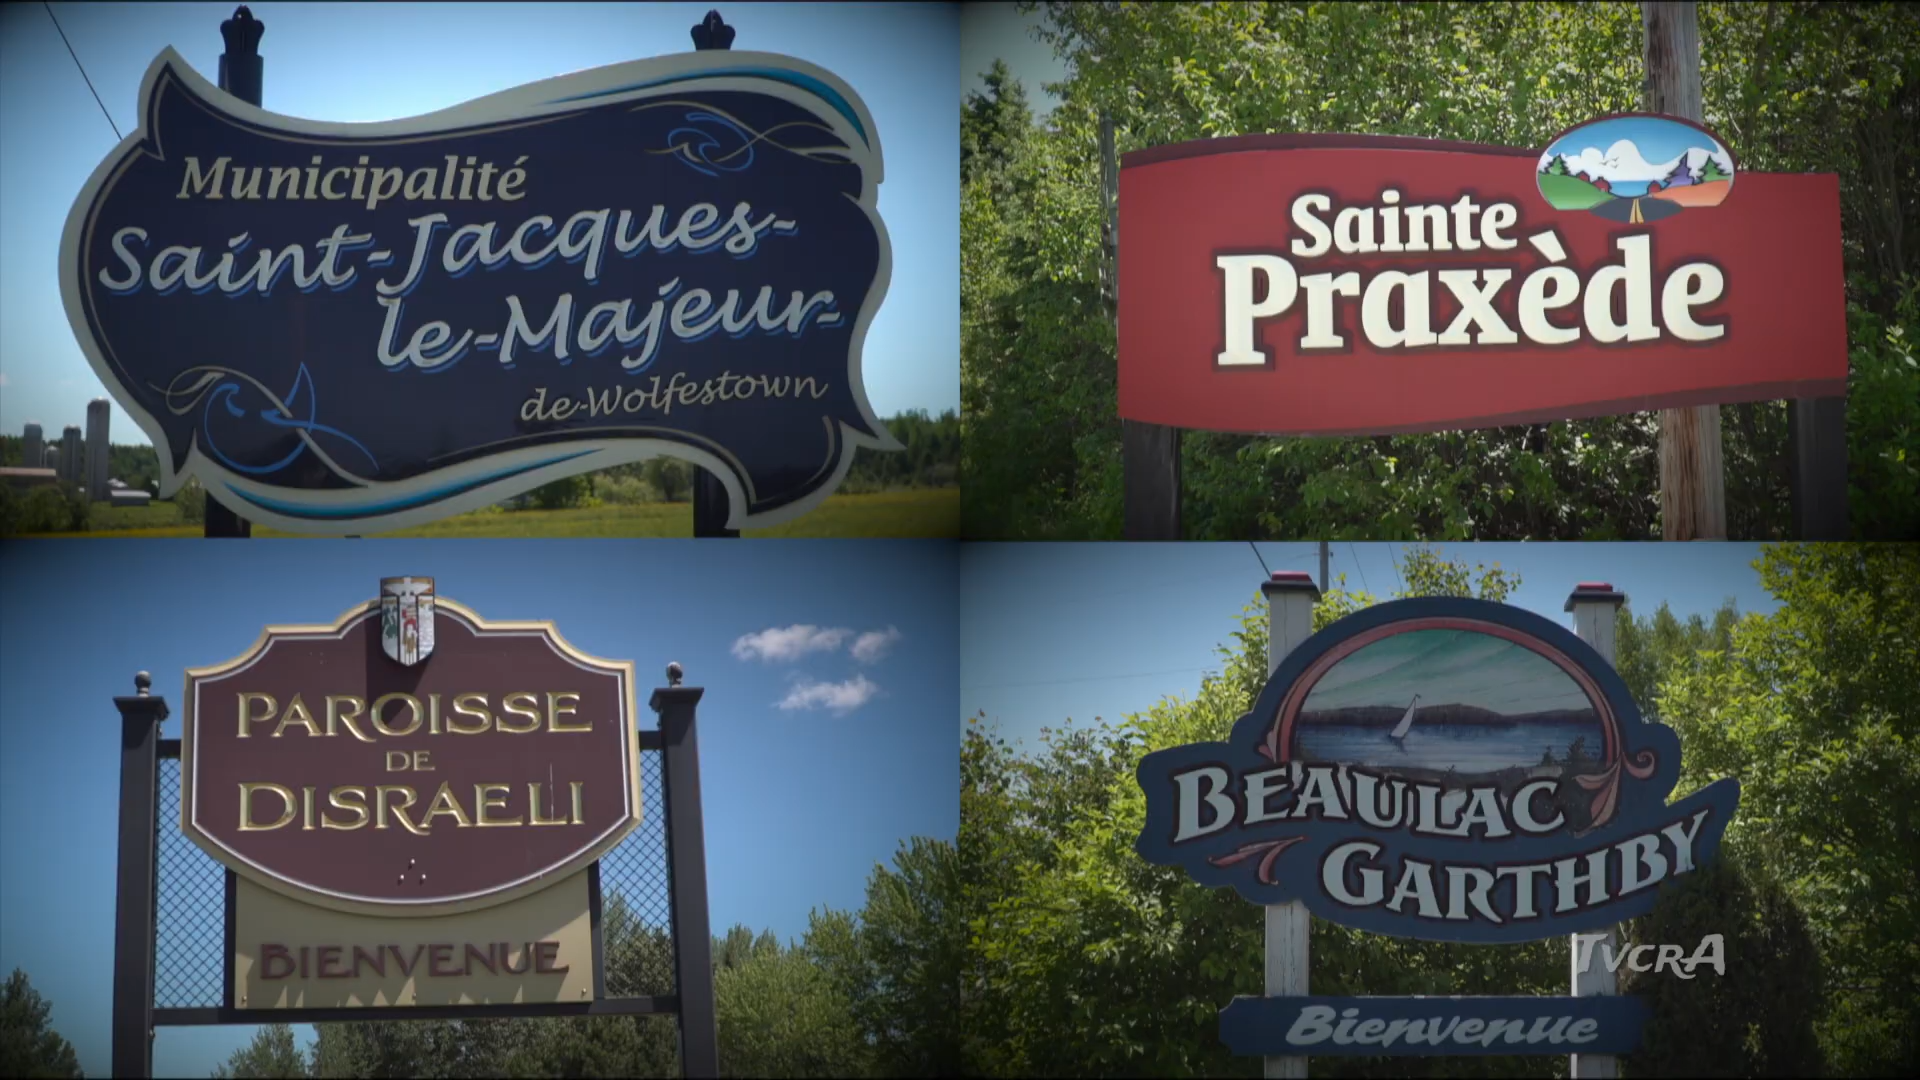 Municipalité
Saint-Jacques-
le-Majeur-
de-Wolfestown
Sainte
Praxède
PAROISSE
DE
DISRAELI
BIENVENUE
BEAULAC
GARTHBY
Bienvenue
TVCRA